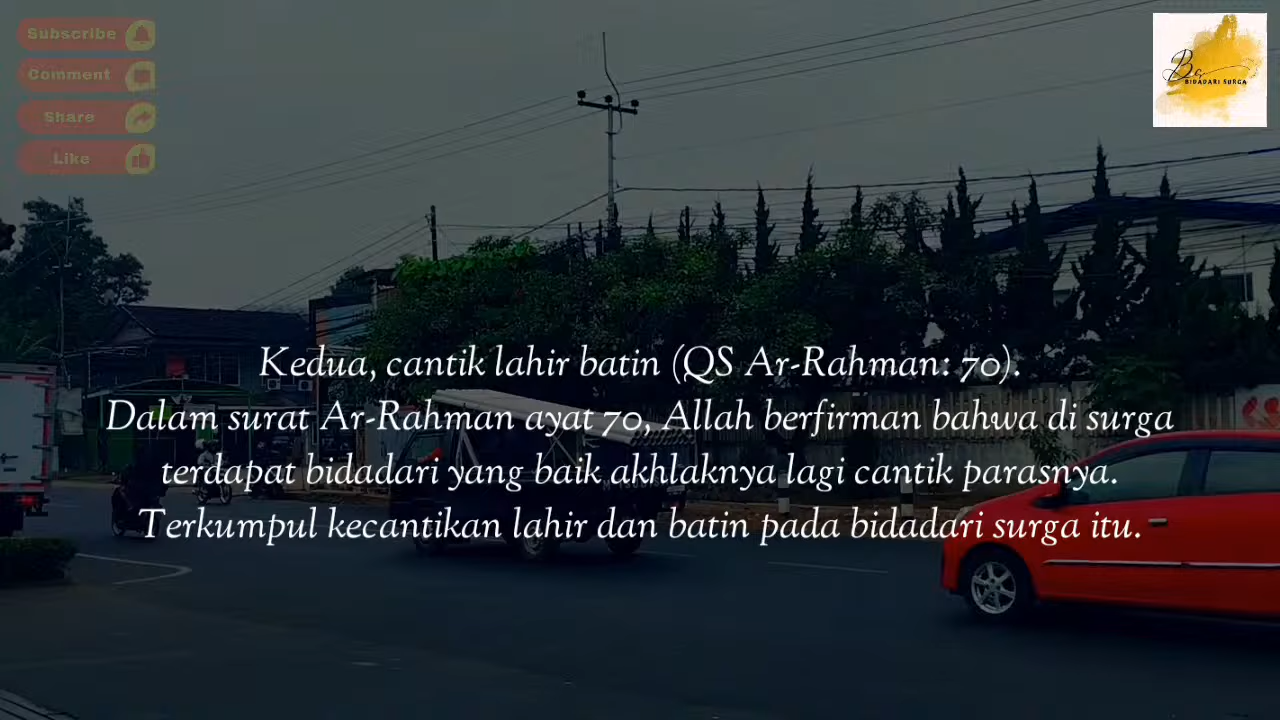 Subscribe
Comment
Share
Like
Bs
BIDADARI SURGA
Kedua, cantik lahir batin (QS Ar-Rahman: 70).
Dalam surat Ar-Rahman ayat 70, Allah berfirman bahwa di surga
terdapat bidadari yang baik akhlaknya lagi cantik parasnya.
Terkumpul kecantikan lahir dan batin pada bidadari surga itu.